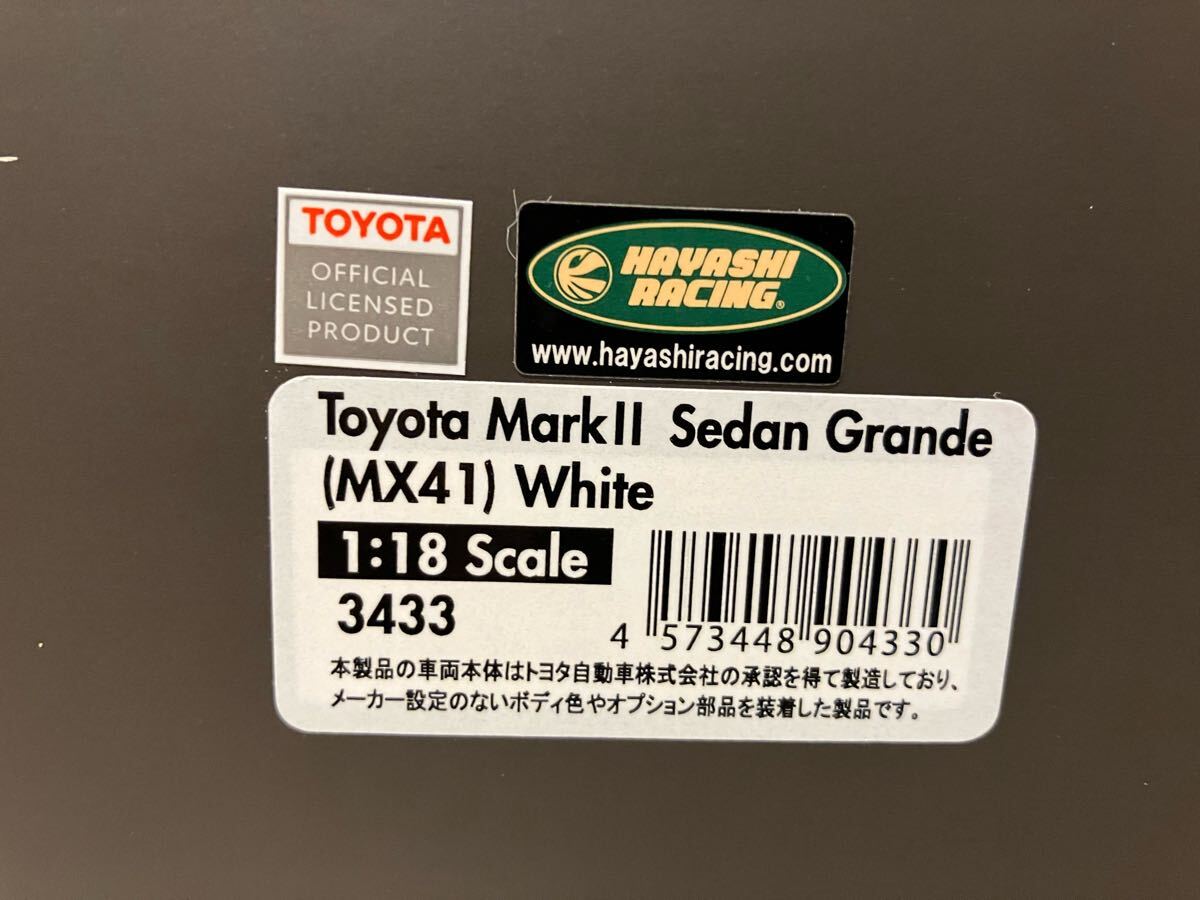 TOYOTA
OFFICIAL
LICENSED
PRODUCT
HAYASHI
RACING®
www.hayashiracing.com
Toyota MarkII Sedan Grande
(MX41) White
1:18 Scale
3433
4 573448 904330
本製品の車両本体はトヨタ自動車株式会社の承認を得て製造しており、
メーカー設定のないボディ色やオプション部品を装着した製品です。